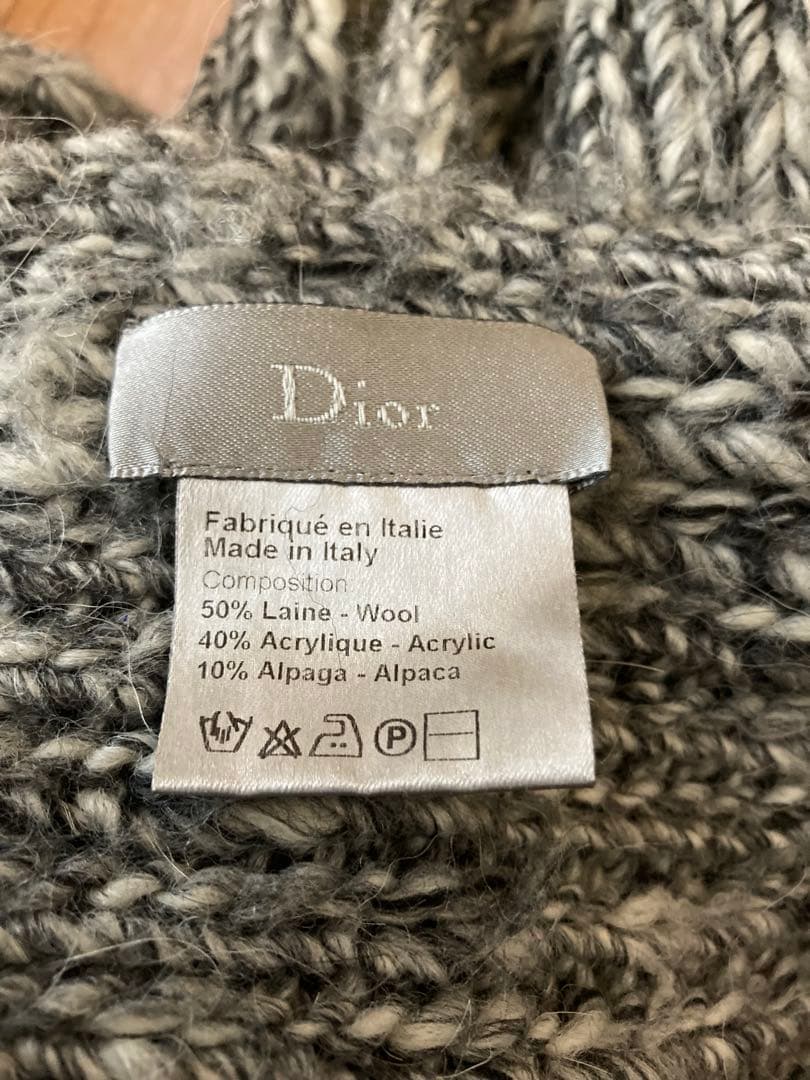 Dior
Fabriqué en Italie
Made in Italy
Composition
50% Laine - Wool
40% Acrylique - Acrylic
10% Alpaga - Alpaca
P